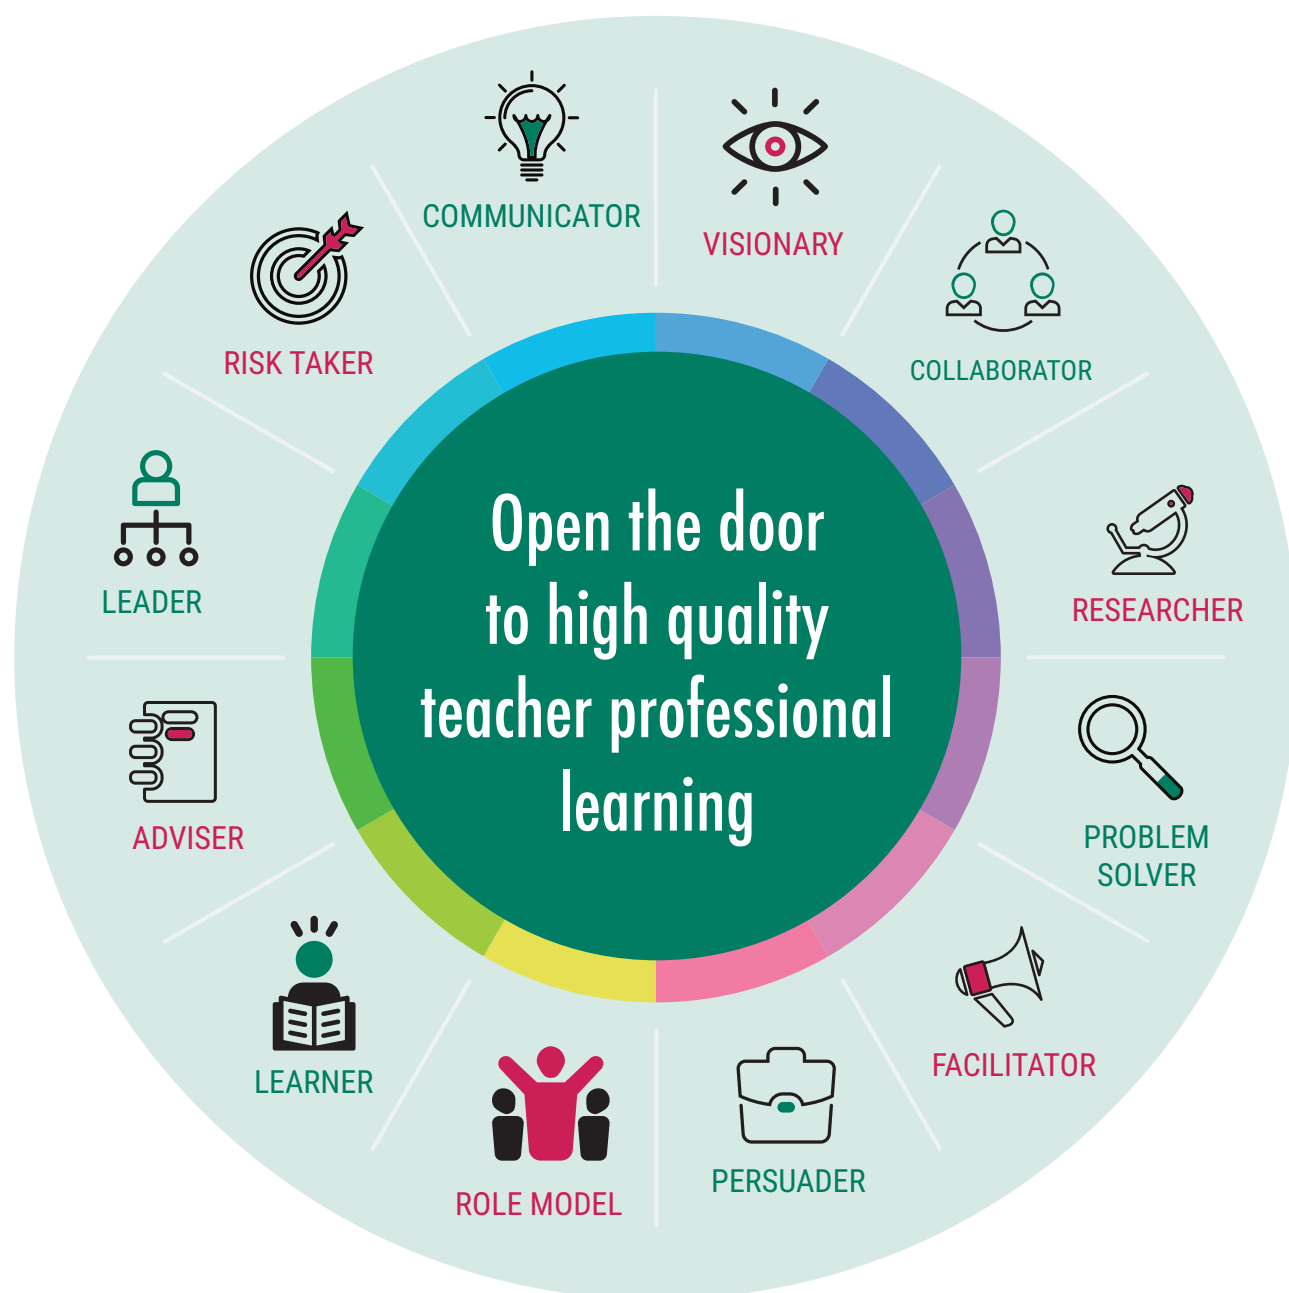 COMMUNICATOR
VISIONARY
COLLABORATOR
RESEARCHER
PROBLEM
SOLVER
FACILITATOR
PERSUADER
ROLE MODEL
LEARNER
ADVISER
LEADER
RISK TAKER
Open the door
to high quality
teacher professional
learning